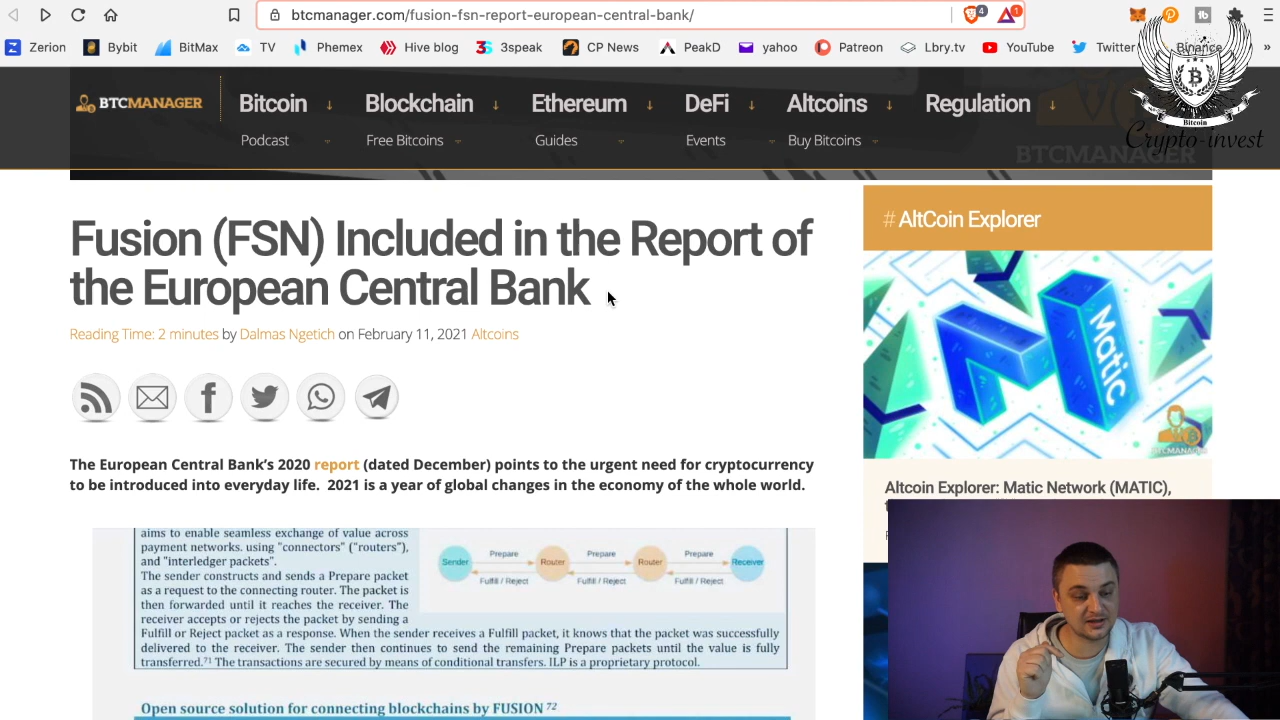 btcmanager.com/fusion-fsn-report-european-central-bank/
4
1
Zerion
Bybit
BitMax
TV
Phemex
Hive blog
3speak
CP News
PeakD
yahoo
Patreon
Lbry.tv
YouTube
Twitter
Binance
»
BTCMANAGER
Bitcoin
Blockchain
Ethereum
DeFi
Altcoins
Regulation
Podcast
Free Bitcoins
Guides
Events
Buy Bitcoins
Bitcoin
Crypto-invest
BTCMANAGER
Fusion (FSN) Included in the Report of
the European Central Bank
Reading Time: 2 minutes by Dalmas Ngetich on February 11, 2021 Altcoins
The European Central Bank's 2020 report (dated December) points to the urgent need for cryptocurrency
to be introduced into everyday life. 2021 is a year of global changes in the economy of the whole world.
aims to enable seamless exchange of value across
payment networks. using "connectors" ("routers"),
and "interledger packets".
The sender constructs and sends a Prepare packet
as a request to the connecting router. The packet is
then forwarded until it reaches the receiver. The
receiver accepts or rejects the packet by sending a
Fulfill or Reject packet as a response. When the sender receives a Fulfill packet, it knows that the packet was successfully
delivered to the receiver. The sender then continues to send the remaining Prepare packets until the value is fully
transferred.71 The transactions are secured by means of conditional transfers. ILP is a proprietary protocol.
Prepare
Prepare
Prepare
Sender
Router
Router
Receiver
Fulfill / Reject
Fulfill / Reject
Fulfill / Reject
Open source solution for connecting blockchains by FUSION 72
# AltCoin Explorer
Matic
BTCMANAGER
Altcoin Explorer: Matic Network (MATIC),